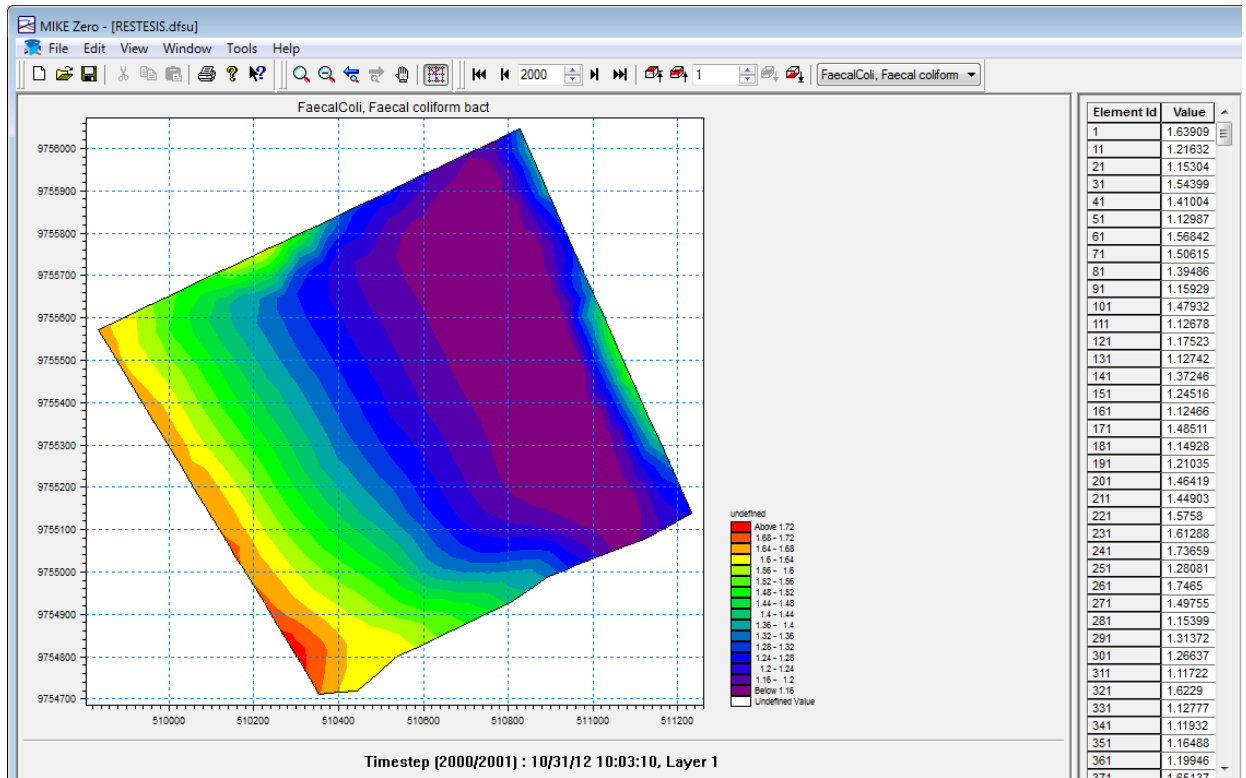 MIKE Zero - [RESTESIS.dfsu]
File Edit View Window Tools Help
2000 1 FaecalColi, Faecal coliform
FaecalColi, Faecal coliform bact
9756000
9755900
9755800
9755700
9755600
9755500
9755400
9755300
9755200
9755100
9755000
9754900
9754800
9754700
510000 510200 510400 510600 510800 511000 511200
undefined
Above 1.72
1.68 - 1.72
1.64 - 1.68
1.6 - 1.64
1.56 - 1.6
1.52 - 1.56
1.48 - 1.52
1.44 - 1.48
1.4 - 1.44
1.36 - 1.4
1.32 - 1.36
1.28 - 1.32
1.24 - 1.28
1.2 - 1.24
1.16 - 1.2
Below 1.16
Undefined Value
Timestep (2000/2001) : 10/31/12 10:03:10, Layer 1
Element Id Value
1 1.63909
11 1.21632
21 1.15304
31 1.54399
41 1.41004
51 1.12987
61 1.56842
71 1.50615
81 1.39486
91 1.15929
101 1.47932
111 1.12678
121 1.17523
131 1.12742
141 1.37246
151 1.24516
161 1.12466
171 1.48511
181 1.14928
191 1.21035
201 1.46419
211 1.44903
221 1.5758
231 1.61288
241 1.73659
251 1.28081
261 1.7465
271 1.49755
281 1.15399
291 1.31372
301 1.26637
311 1.11722
321 1.6229
331 1.12777
341 1.11932
351 1.16488
361 1.19946
371 1.65137